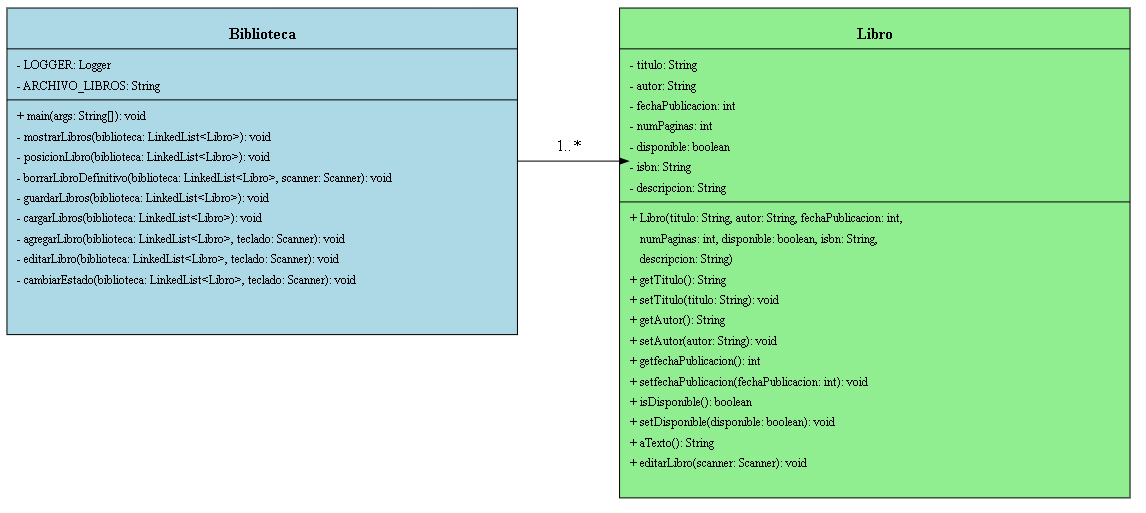 Biblioteca
- LOGGER: Logger
- ARCHIVO_LIBROS: String
+ main(args: String[]): void
- mostrarLibros(biblioteca: LinkedList<Libro>): void
- posicionLibro(biblioteca: LinkedList<Libro>): void
- borrarLibroDefinitivo(biblioteca: LinkedList<Libro>, scanner: Scanner): void
- guardarLibros(biblioteca: LinkedList<Libro>): void
- cargarLibros(biblioteca: LinkedList<Libro>): void
- agregarLibro(biblioteca: LinkedList<Libro>, teclado: Scanner): void
- editarLibro(biblioteca: LinkedList<Libro>, teclado: Scanner): void
- cambiarEstado(biblioteca: LinkedList<Libro>, teclado: Scanner): void
1..*
Libro
- titulo: String
- autor: String
- fechaPublicacion: int
- numPaginas: int
- disponible: boolean
- isbn: String
- descripcion: String
+ Libro(titulo: String, autor: String, fechaPublicacion: int,
numPaginas: int, disponible: boolean, isbn: String,
descripcion: String)
+ getTitulo(): String
+ setTitulo(titulo: String): void
+ getAutor(): String
+ setAutor(autor: String): void
+ getfechaPublicacion(): int
+ setfechaPublicacion(fechaPublicacion: int): void
+ isDisponible(): boolean
+ setDisponible(disponible: boolean): void
+ aTexto(): String
+ editarLibro(scanner: Scanner): void